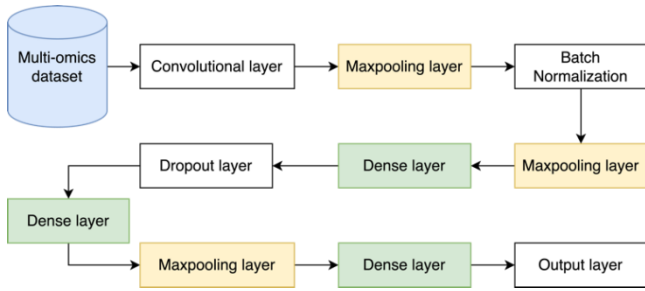 Multi-omics
dataset
Convolutional layer
Maxpooling layer
Batch
Normalization
Maxpooling layer
Dense layer
Dropout layer
Dense layer
Maxpooling layer
Dense layer
Output layer